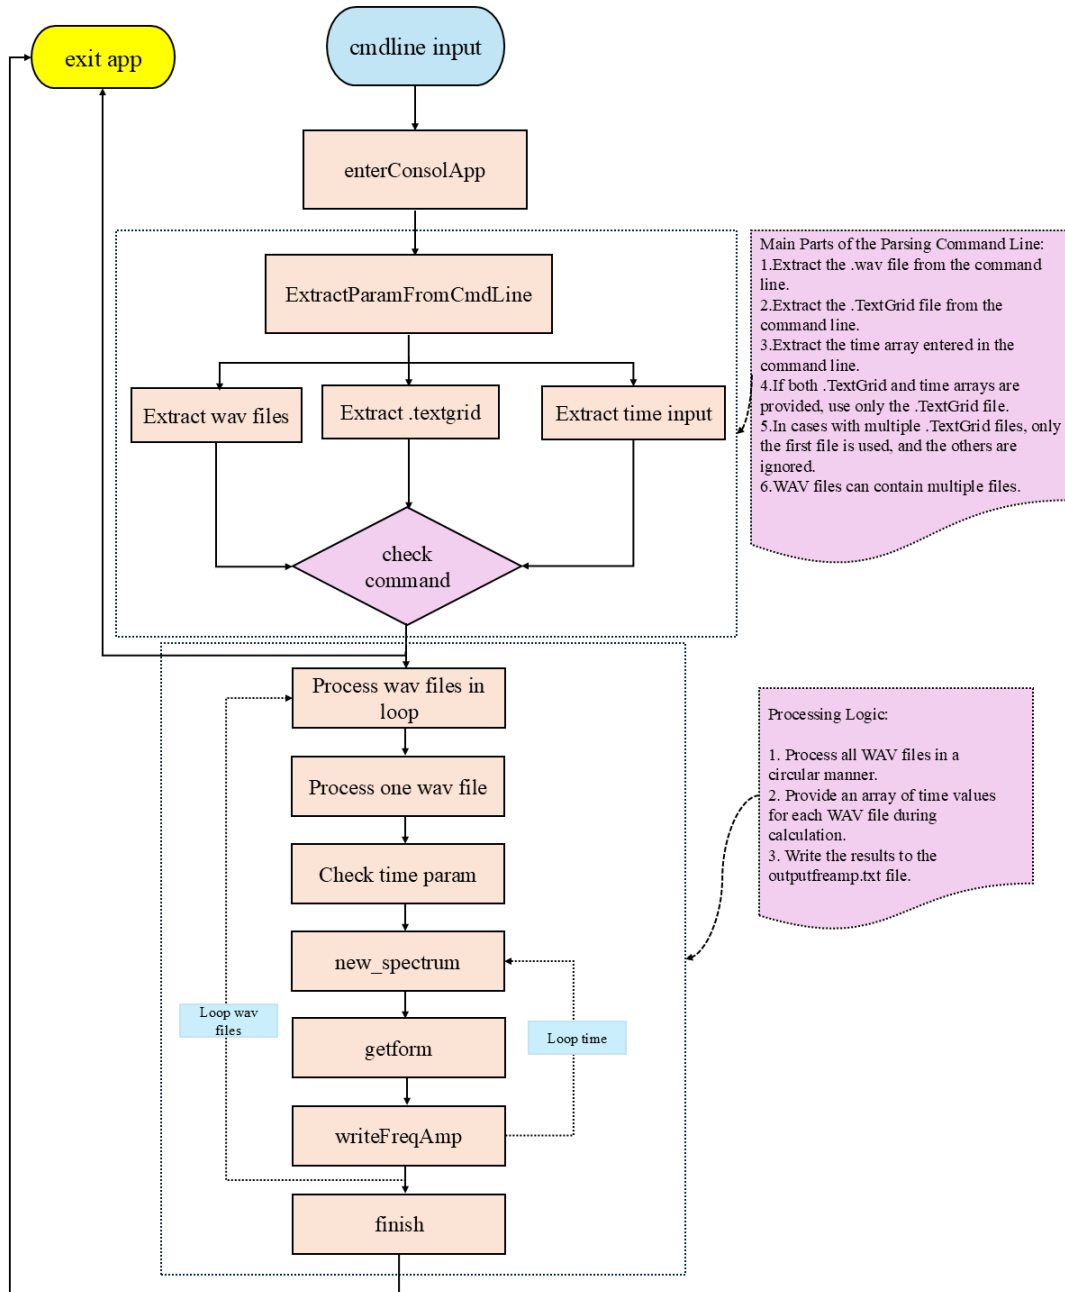 exit app
cmdline input
enterConsolApp
ExtractParamFromCmdLine
Extract wav files
Extract .textgrid
Extract time input
check
command
Main Parts of the Parsing Command Line:
1.Extract the .wav file from the command
line.
2.Extract the .TextGrid file from the
command line.
3.Extract the time array entered in the
command line.
4.If both .TextGrid and time arrays are
provided, use only the .TextGrid file.
5.In cases with multiple .TextGrid files, only
the first file is used, and the others are
ignored.
6.WAV files can contain multiple files.
Process wav files in
loop
Process one wav file
Check time param
new_spectrum
getform
writeFreqAmp
finish
Loop wav
files
Loop time
Processing Logic:
1. Process all WAV files in a
circular manner.
2. Provide an array of time values
for each WAV file during
calculation.
3. Write the results to the
outputfreamp.txt file.